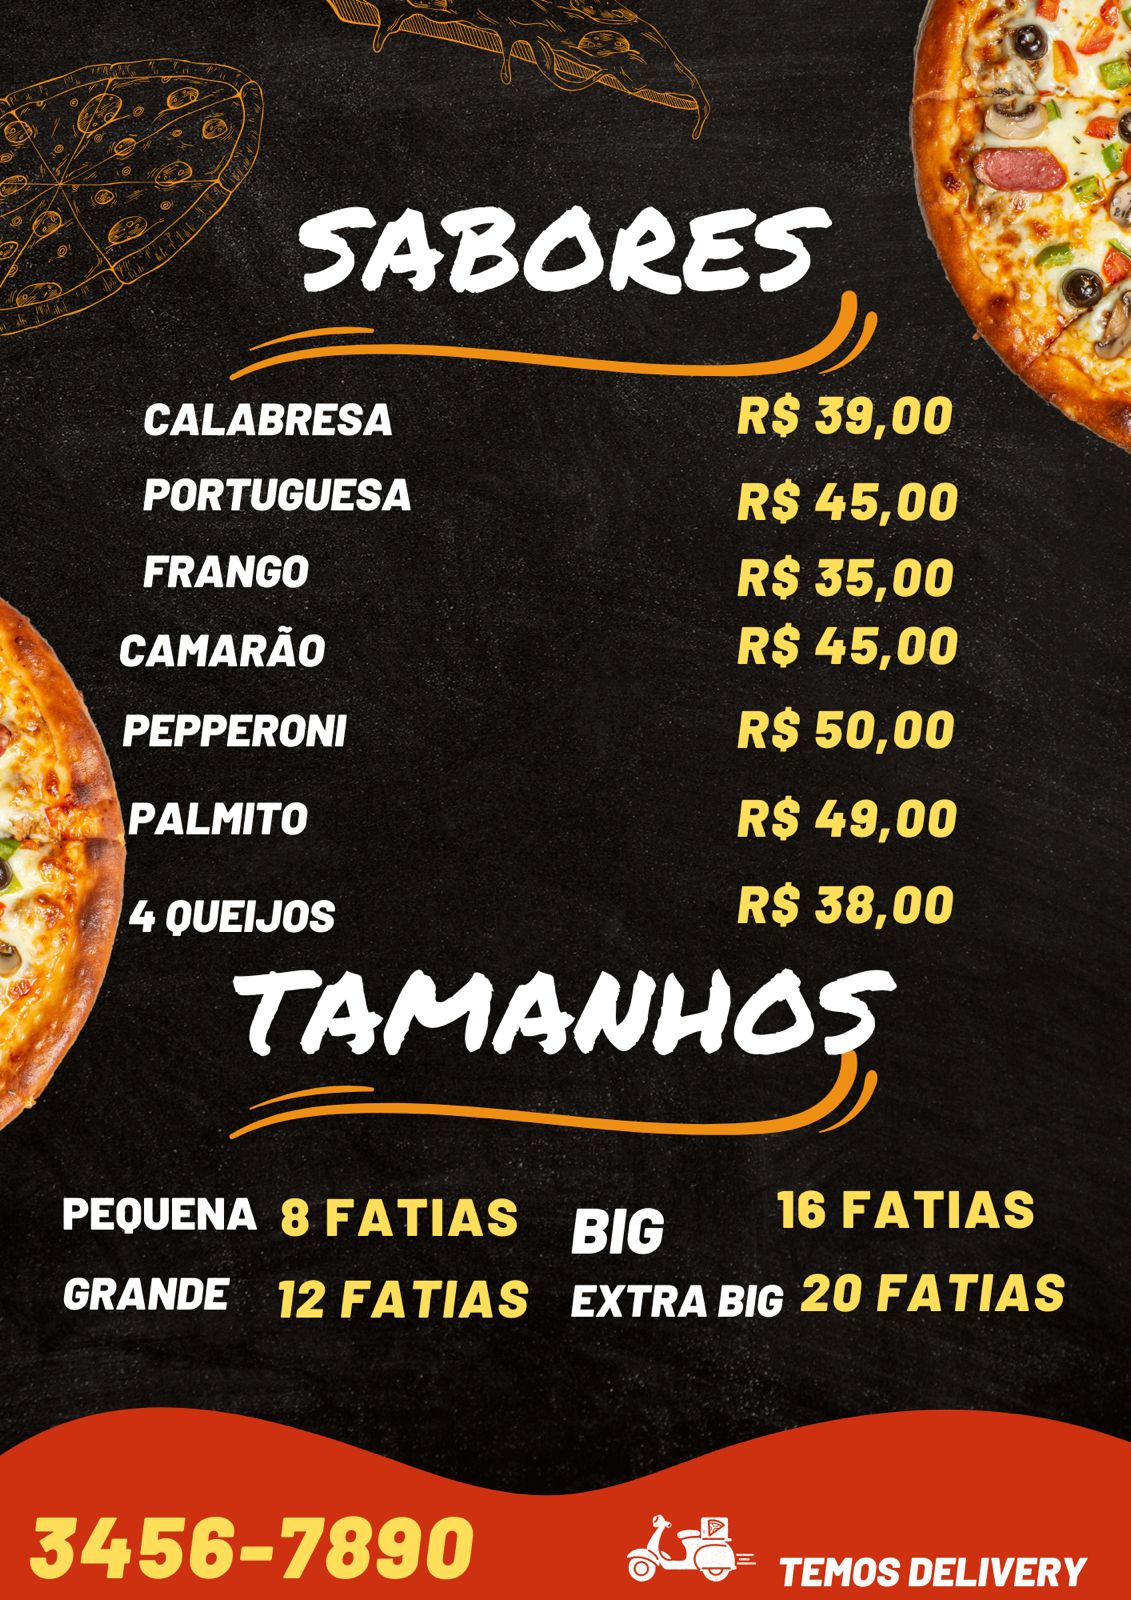 SABORES
CALABRESA R$ 39,00
PORTUGUESA R$ 45,00
FRANGO R$ 35,00
CAMARÃO R$ 45,00
PEPPERONI R$ 50,00
PALMITO R$ 49,00
4 QUEIJOS R$ 38,00
TAMANHOS
PEQUENA 8 FATIAS BIG 16 FATIAS
GRANDE 12 FATIAS EXTRA BIG 20 FATIAS
3456-7890 TEMOS DELIVERY